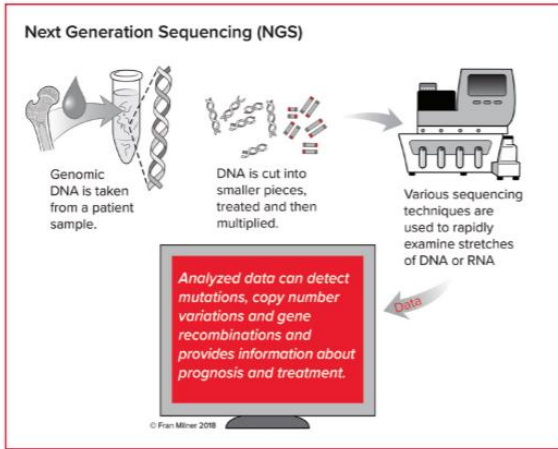 Next Generation Sequencing (NGS)
Genomic
DNA is taken
from a patient
sample.
DNA is cut into
smaller pieces,
treated and then
multiplied.
Various sequencing
techniques are
used to rapidly
examine stretches
of DNA or RNA
Data
Analyzed data can detect
mutations, copy number
variations and gene
recombinations and
provides information about
prognosis and treatment.
© Fran Milner 2018